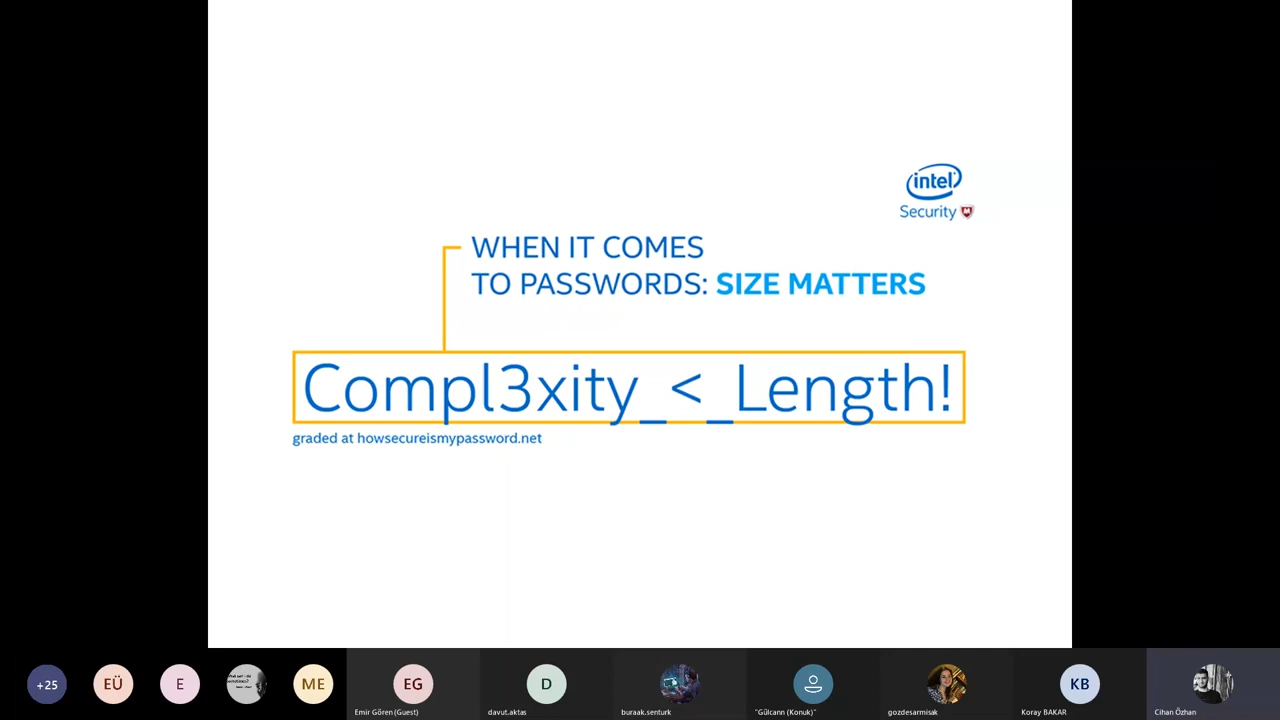 intel
Security
WHEN IT COMES
TO PASSWORDS: SIZE MATTERS
Compl3xity_<_Length!
graded at howsecureismypassword.net
+25
EÜ
E
ME
EG
Emir Gören (Guest)
D
davut.aktas
buraak.senturk
"Gülcann (Konuk)"
gozdesarmisak
KB
Koray BAKAR
Cihan Özhan